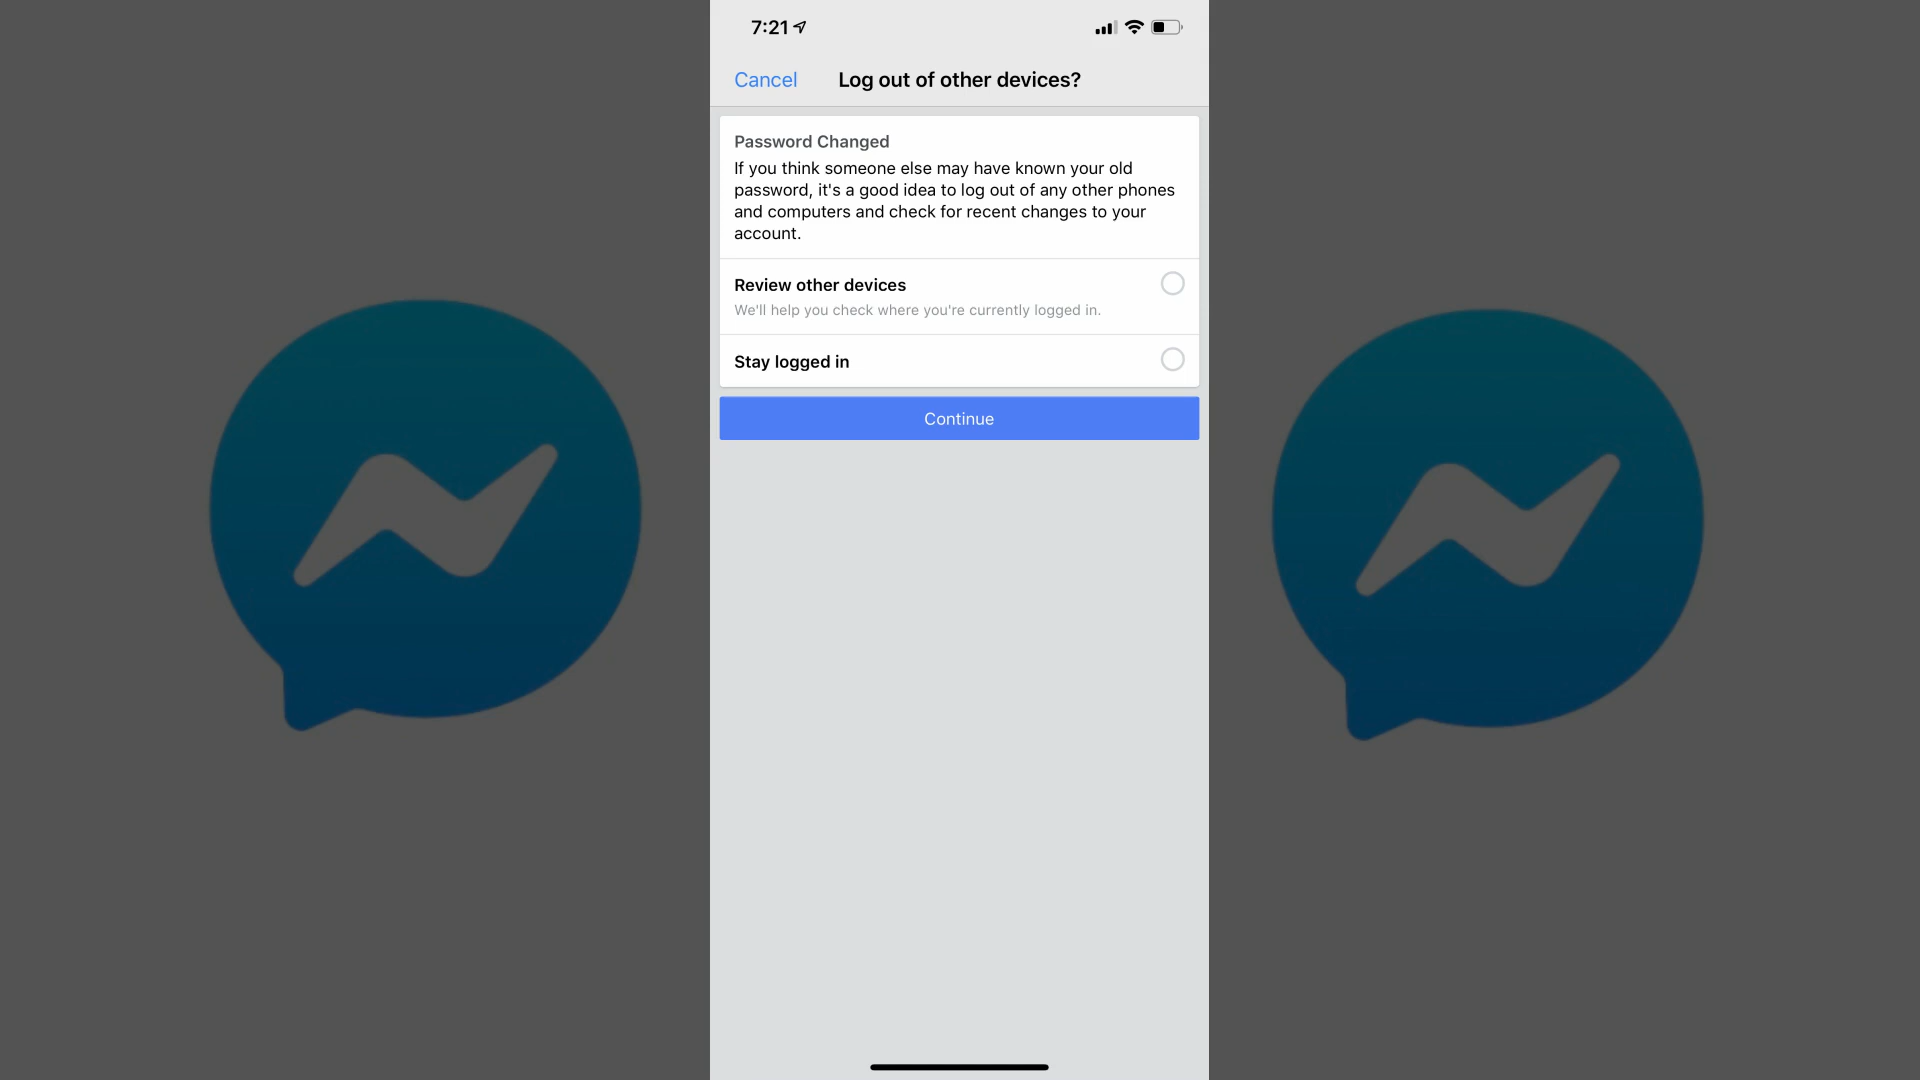 7:21
Cancel
Log out of other devices?
Password Changed
If you think someone else may have known your old
password, it's a good idea to log out of any other phones
and computers and check for recent changes to your
account.
Review other devices
We'll help you check where you're currently logged in.
Stay logged in
Continue